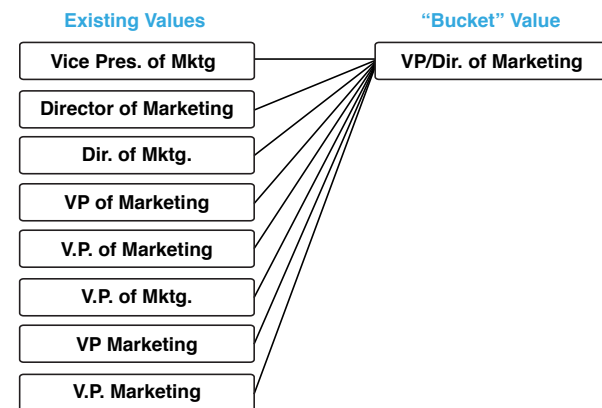 Existing Values
“Bucket” Value
Vice Pres. of Mktg
VP/Dir. of Marketing
Director of Marketing
Dir. of Mktg.
VP of Marketing
V.P. of Marketing
V.P. of Mktg.
VP Marketing
V.P. Marketing